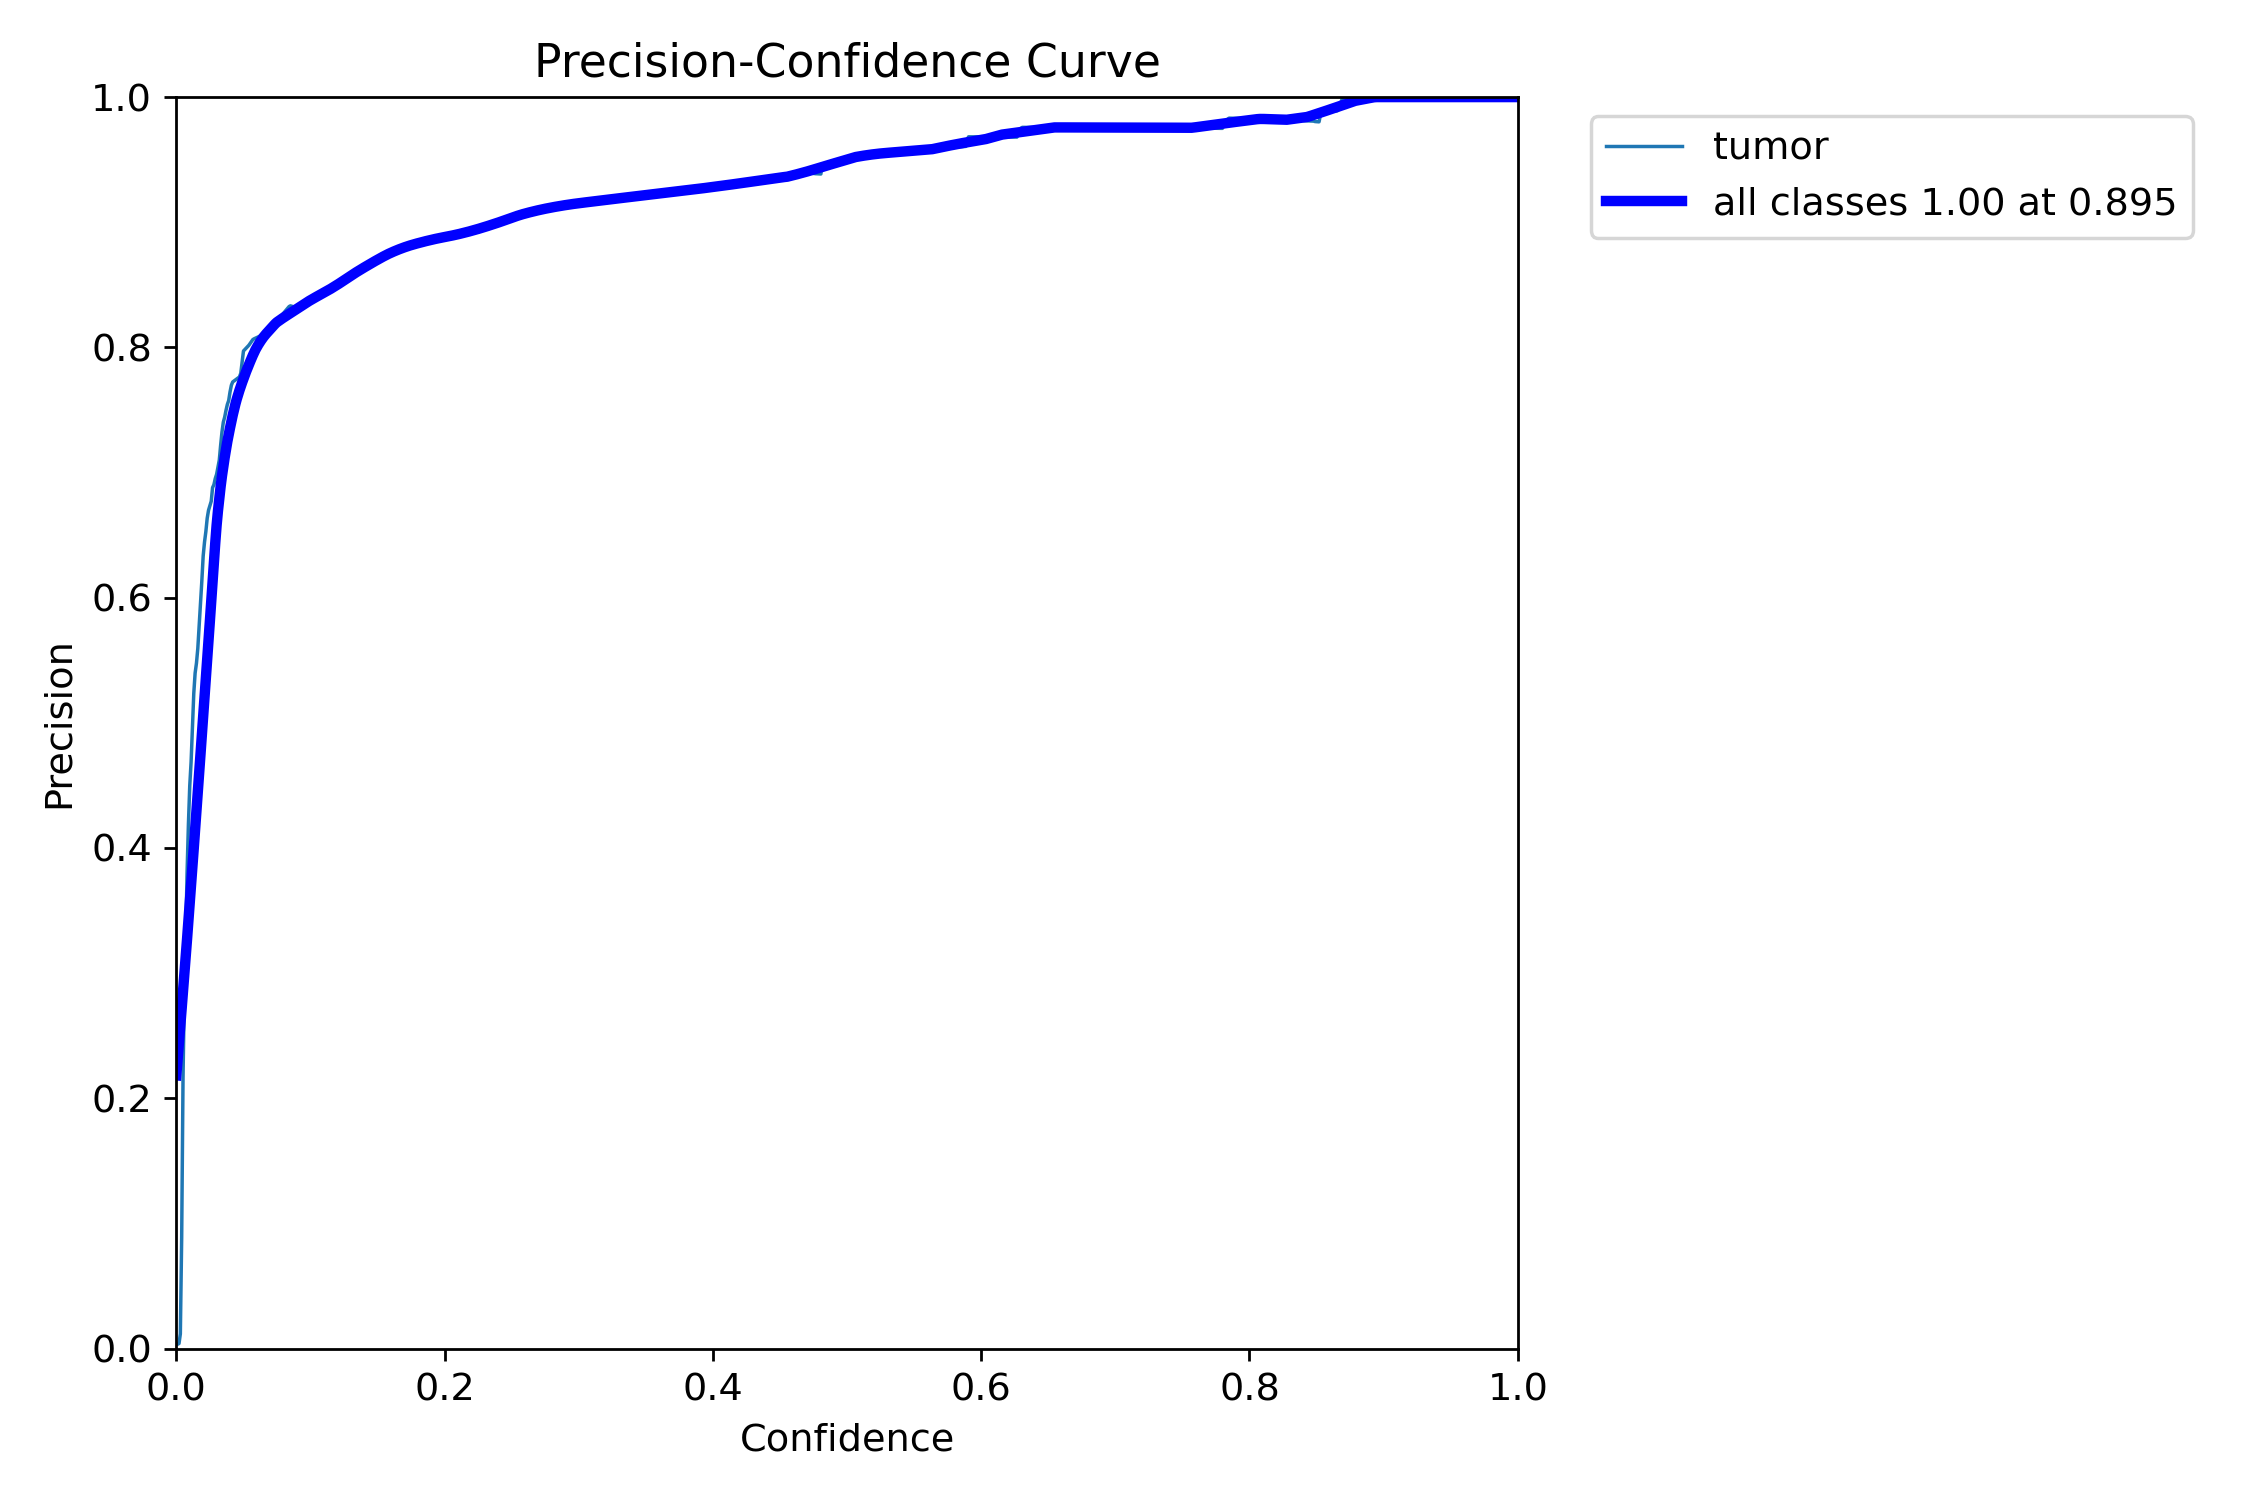 Precision-Confidence Curve
1.0
0.8
0.6
0.4
0.2
0.0
Precision
0.0 0.2 0.4 0.6 0.8 1.0
Confidence
tumor
all classes 1.00 at 0.895